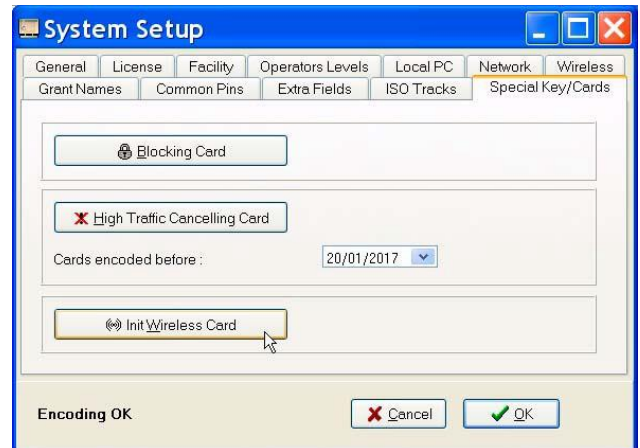 System Setup
General License Facility Operators Levels Local PC Network Wireless
Grant Names Common Pins Extra Fields ISO Tracks Special Key/Cards
Blocking Card
High Traffic Cancelling Card
Cards encoded before : 20/01/2017
Init Wireless Card
Encoding OK Cancel OK